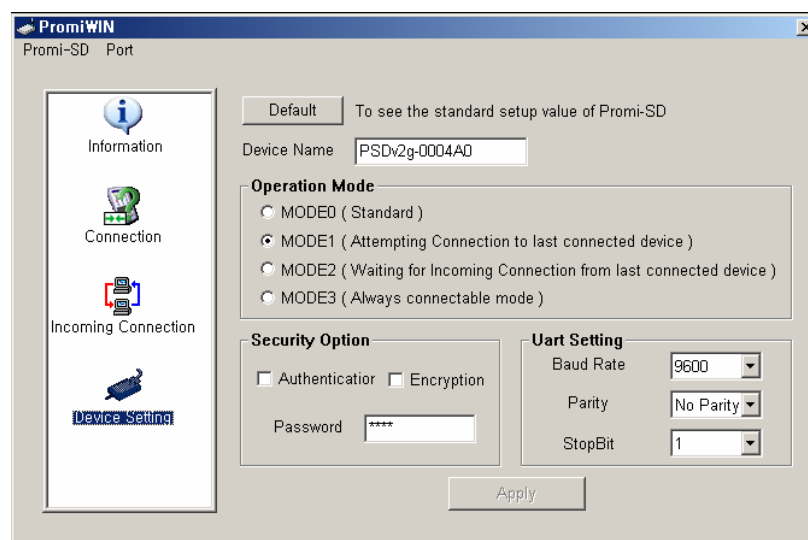 PromiWIN
Promi-SD Port
Information
Connection
Incoming Connection
Device Setting
Default To see the standard setup value of Promi-SD
Device Name PSDv2g-0004A0
Operation Mode
MODE0 ( Standard )
MODE1 ( Attempting Connection to last connected device )
MODE2 ( Waiting for Incoming Connection from last connected device )
MODE3 ( Always connectable mode )
Security Option
Authenticatior Encryption
Password ****
Uart Setting
Baud Rate 9600
Parity No Parity
StopBit 1
Apply